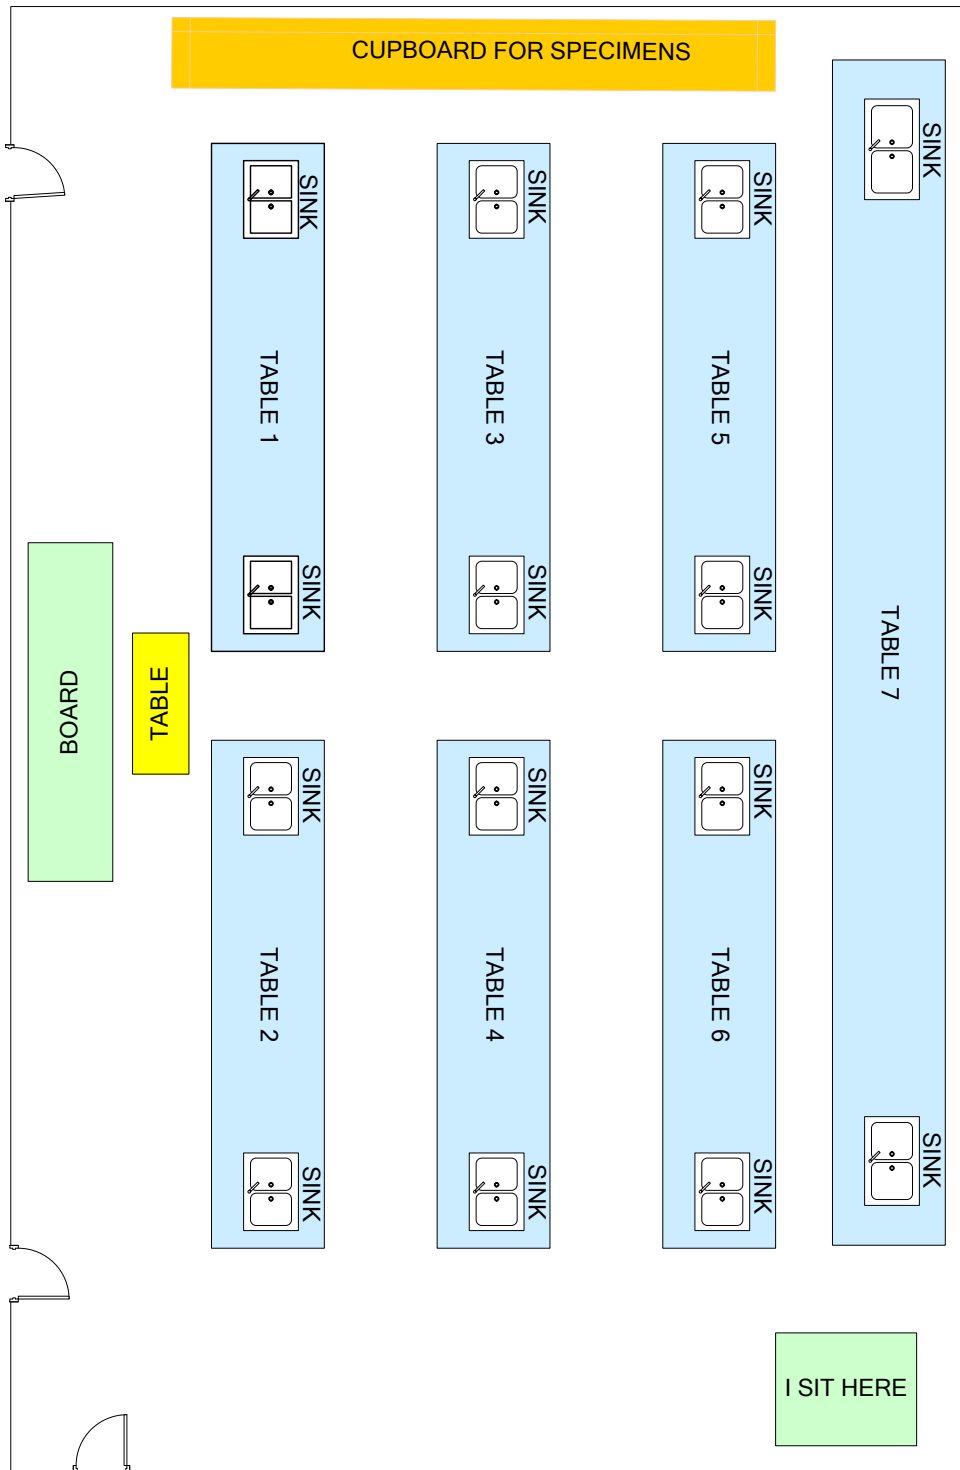 CUPBOARD FOR SPECIMENS
SINK
SINK
SINK
SINK
TABLE 1
TABLE 3
TABLE 5
SINK
SINK
SINK
TABLE 7
BOARD
TABLE
SINK
SINK
SINK
TABLE 2
TABLE 4
TABLE 6
SINK
SINK
SINK
SINK
I SIT HERE